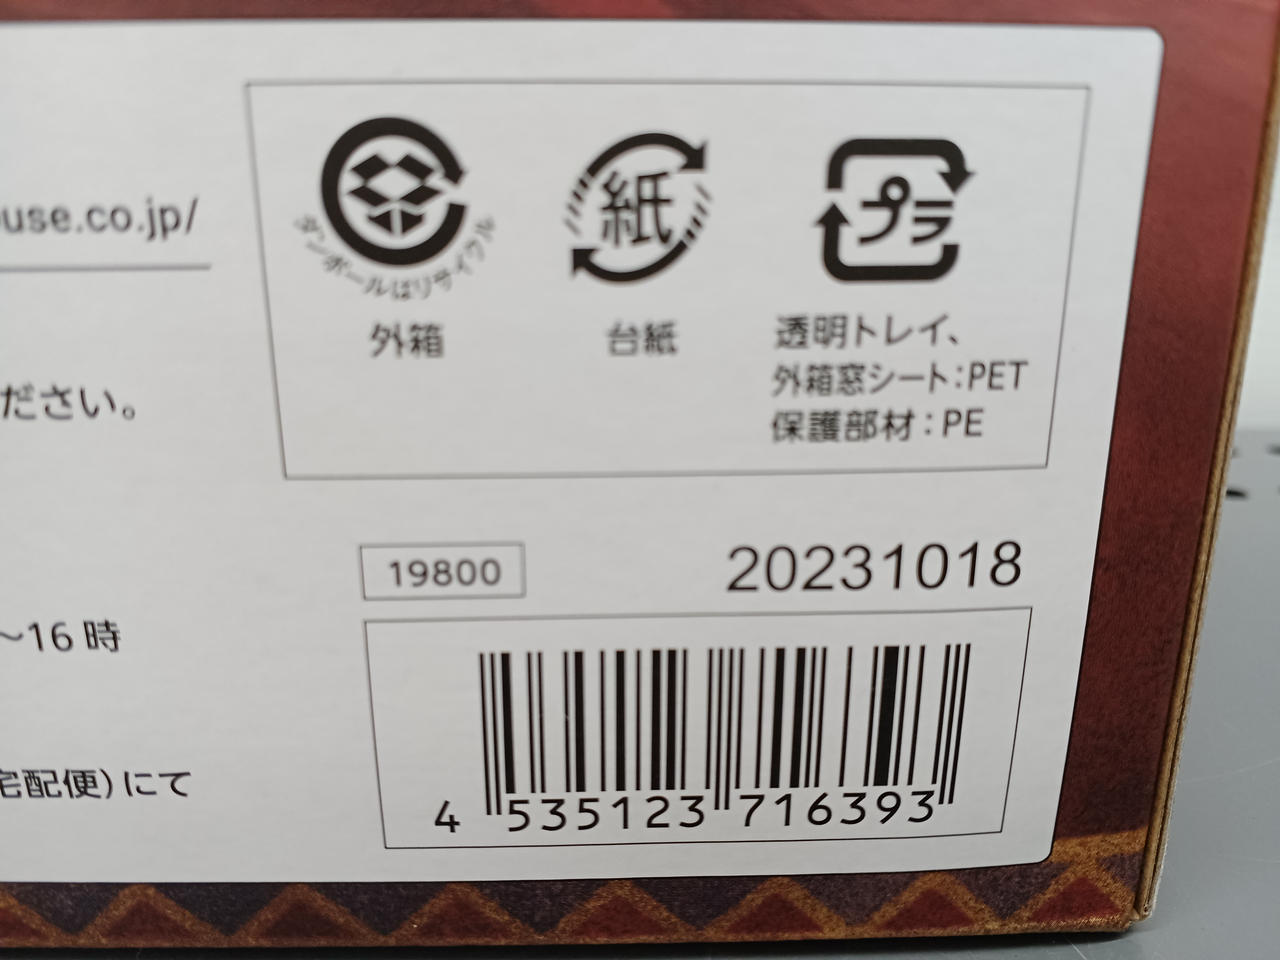 use.co.jp/
ださい。
～16 時
宅配便）にて
ダンボールはリサイクル
外箱
紙
台紙
プラ
透明トレイ、
外箱窓シート：PET
保護部材：PE
19800
20231018
4 535123 716393